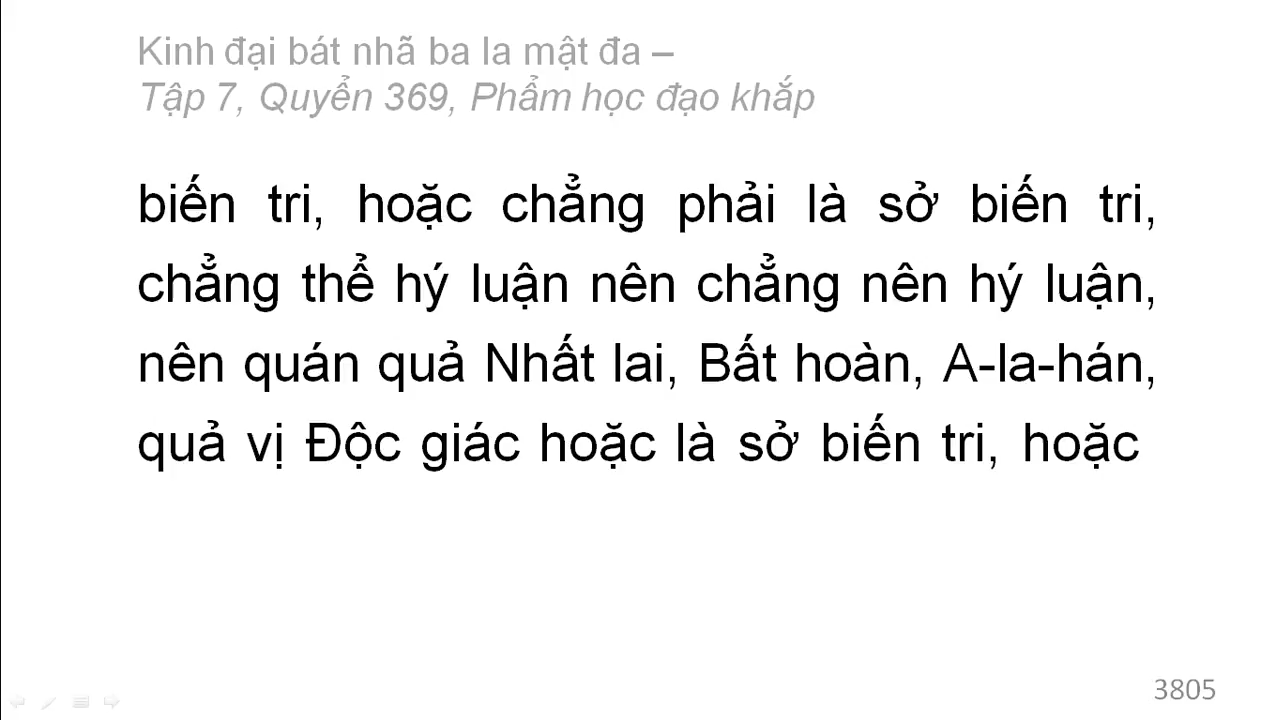 Kinh đại bát nhã ba la mật đa –
Tập 7, Quyển 369, Phẩm học đạo khắp
biến tri, hoặc chẳng phải là sở biến tri,
chẳng thể hý luận nên chẳng nên hý luận,
nên quán quả Nhất lai, Bất hoàn, A-la-hán,
quả vị Độc giác hoặc là sở biến tri, hoặc
3805